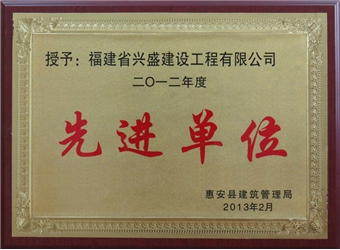 授予：福建省兴盛建设工程有限公司
二〇一二年度
先进单位
惠安县建筑管理局
2013年2月